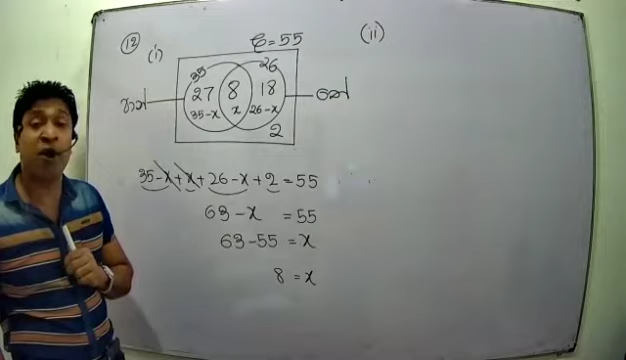 12 (i) ξ = 55 (ii)
35 26
27 8 18
35-x x 26-x
2
35-x+x+26-x+2=55
63-x =55
63-55=x
8=x